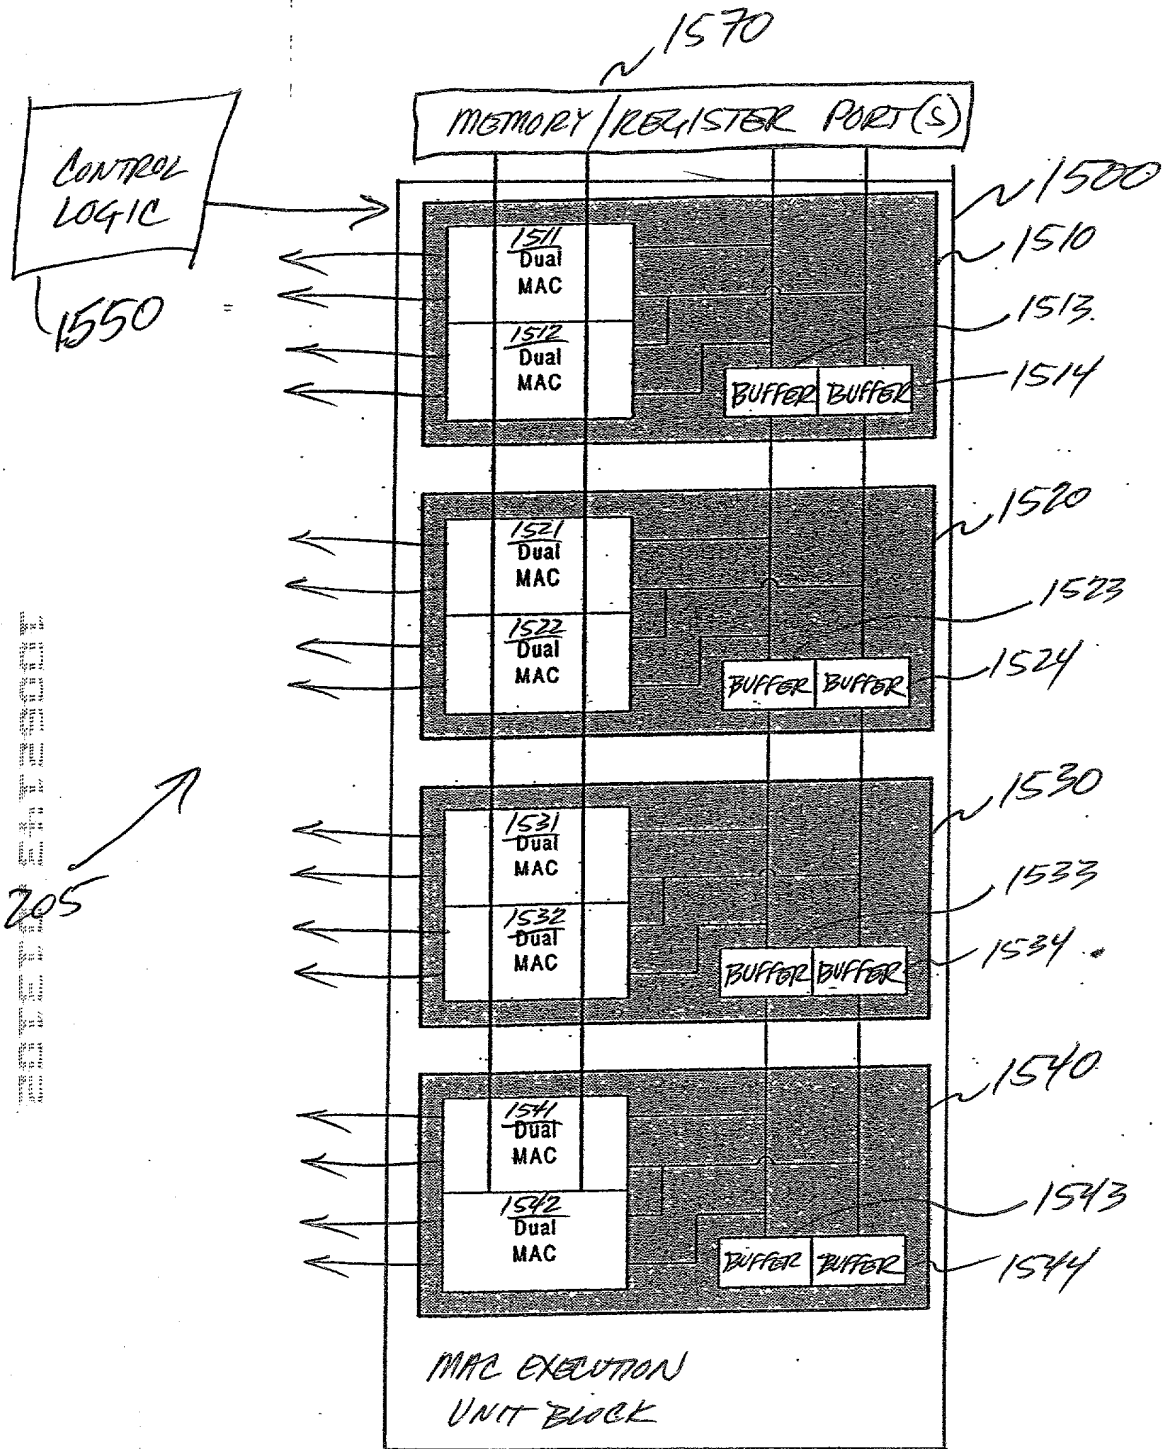 1570
MEMORY/REGISTER PORT(S)
CONTROL
LOGIC
1550
1500
1510
1511
Dual
MAC
1512
Dual
MAC
1513
BUFFER BUFFER
1514
1520
1521
Dual
MAC
1522
Dual
MAC
1523
BUFFER BUFFER
1524
205
1530
1531
Dual
MAC
1532
Dual
MAC
1533
BUFFER BUFFER
1534
1540
1541
Dual
MAC
1542
Dual
MAC
1543
BUFFER BUFFER
1544
MAC EXECUTION
UNIT BLOCK